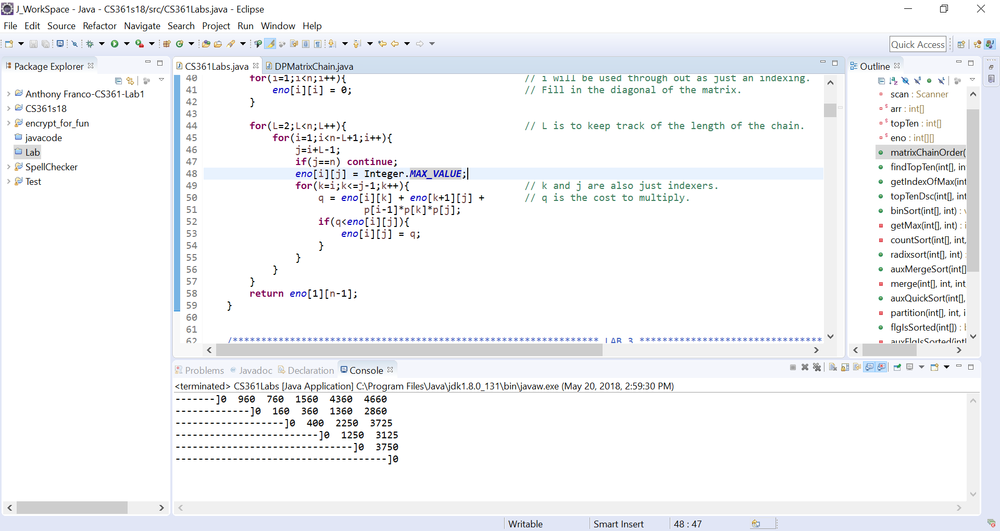 J_WorkSpace - Java - CS361s18/src/CS361Labs.java - Eclipse
File Edit Source Refactor Navigate Search Project Run Window Help
Quick Access
Package Explorer
Anthony Franco-CS361-Lab1
CS361s18
encrypt_for_fun
javacode
Lab
SpellChecker
Test
CS361Labs.java
DPMatrixChain.java
40 for(i=1;i<n;i++){ // i will be used through out as just an indexing.
41 eno[i][i] = 0; // Fill in the diagonal of the matrix.
42 }
43
44 for(L=2;L<n;L++){ // L is to keep track of the length of the chain.
45 for(i=1;i<n-L+1;i++){
46 j=i+L-1;
47 if(j==n) continue;
48 eno[i][j] = Integer.MAX_VALUE;
49 for(k=i;k<=j-1;k++){ // k and j are also just indexers.
50 q = eno[i][k] + eno[k+1][j] + // q is the cost to multiply.
51 p[i-1]*p[k]*p[j];
52 if(q<eno[i][j]){
53 eno[i][j] = q;
54 }
55 }
56 }
57 }
58 return eno[1][n-1];
59 }
60
61
62 /**************************************************************** LAB 3 ********************************
Outline
scan : Scanner
arr : int[]
topTen : int[]
eno : int[][]
matrixChainOrder(
findTopTen(int[], in
getIndexOfMax(int
topTenDsc(int[], int
binSort(int[], int) : v
getMax(int[], int) : i
countSort(int[], int,
radixsort(int[], int) :
auxMergeSort(int[]
merge(int[], int, int,
auxQuickSort(int[],
partition(int[], int, i
flgIsSorted(int[]) : b
auxFlgIsSorted(int[
Problems
Javadoc
Declaration
Console
<terminated> CS361Labs [Java Application] C:\Program Files\Java\jdk1.8.0_131\bin\javaw.exe (May 20, 2018, 2:59:30 PM)
-------]0 960 760 1560 4360 4660
-------------]0 160 360 1360 2860
-------------------]0 400 2250 3725
-------------------------]0 1250 3125
-------------------------------]0 3750
-------------------------------------]0
Writable
Smart Insert
48 : 47